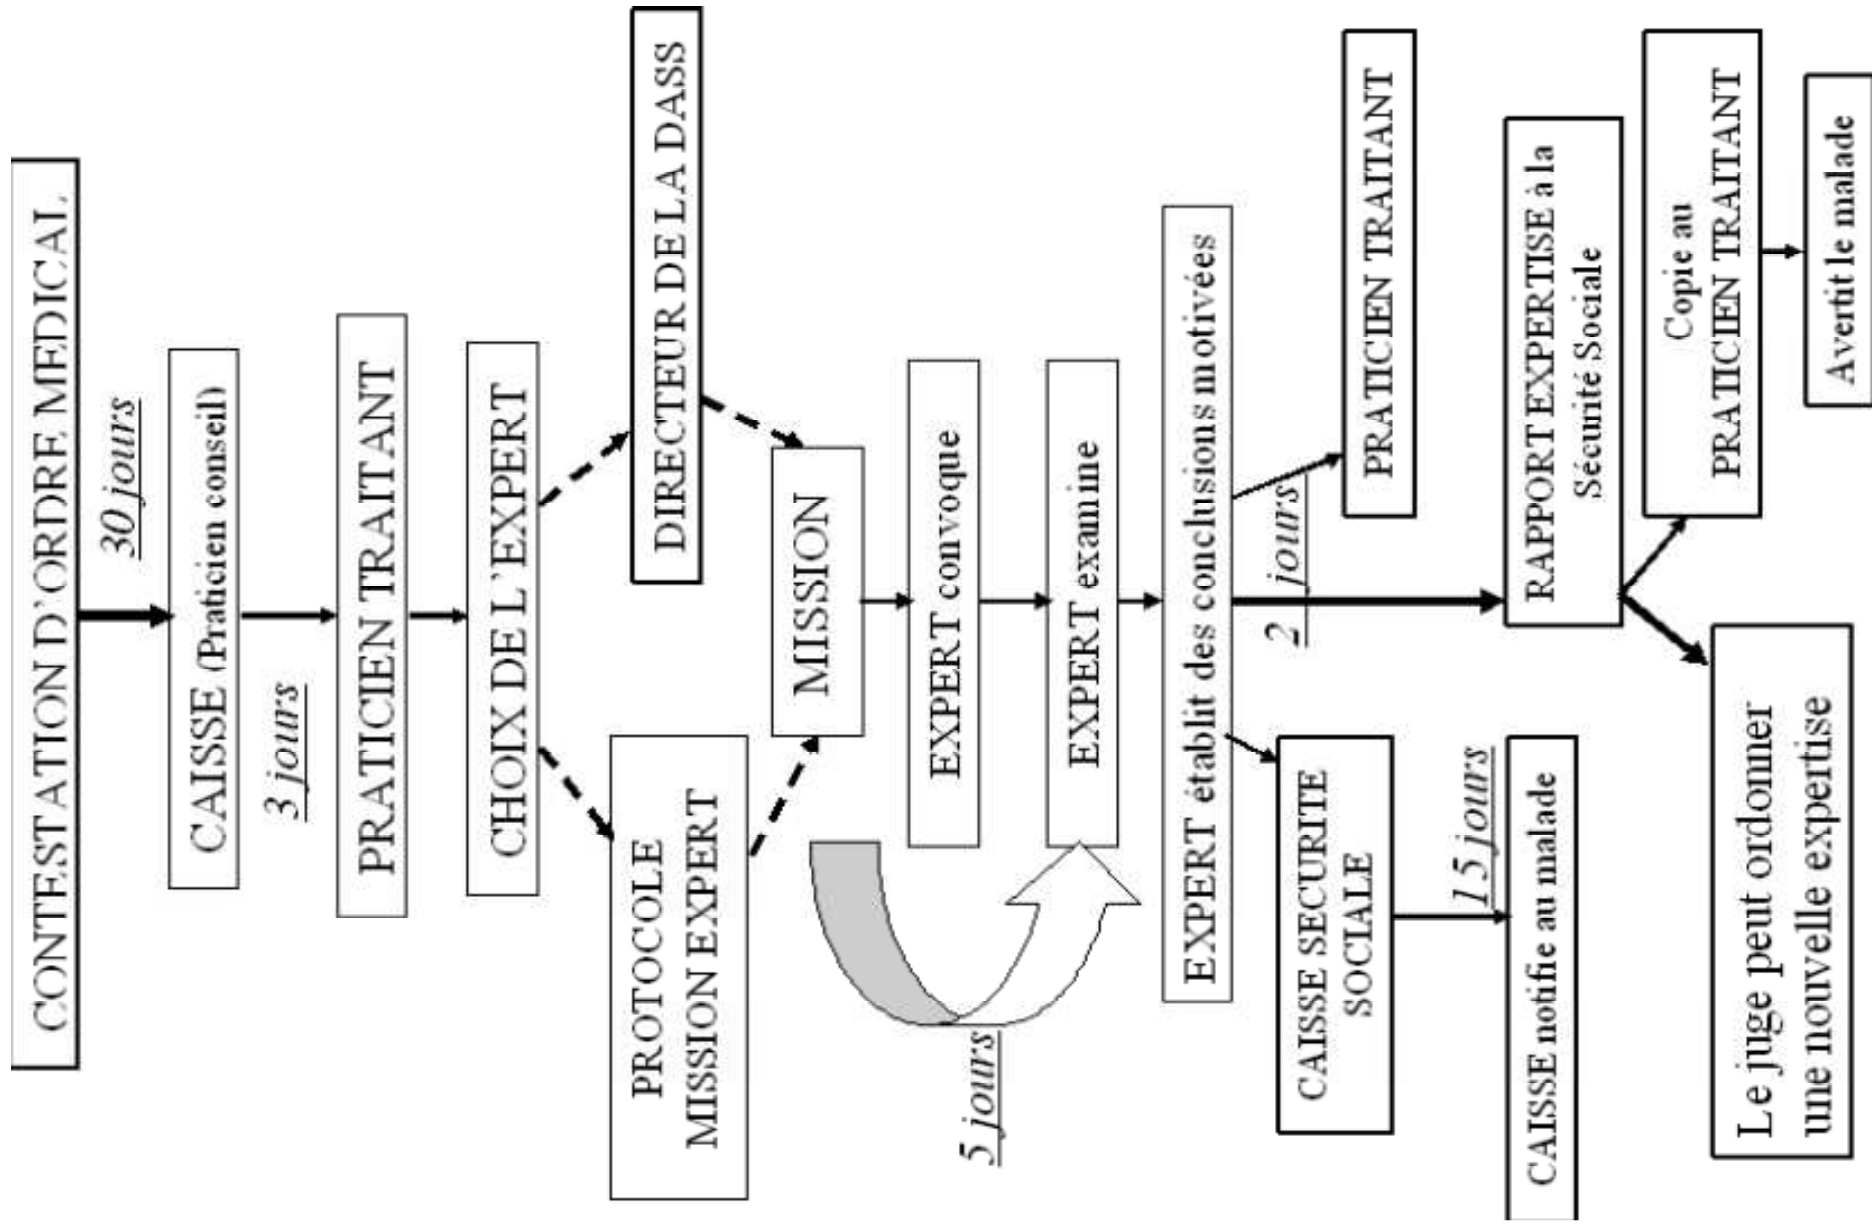 CONTESTATION D'ORDRE MEDICAL
30 jours
CAISSE (Praticien conseil)
3 jours
PRATICIEN TRAITANT
CHOIX DE L'EXPERT
PROTOCOLE
MISSION EXPERT
DIRECTEUR DE LA DASS
MISSION
EXPERT convoque
5 jours
EXPERT examine
EXPERT établit des conclusions motivées
CAISSE SECURITE
SOCIALE
2 jours
PRATICIEN TRAITANT
15 jours
CAISSE notifie au malade
RAPPORT EXPERTISE à la
Sécurité Sociale
Le juge peut ordonner
une nouvelle expertise
Copie au
PRATICIEN TRAITANT
Avertit le malade